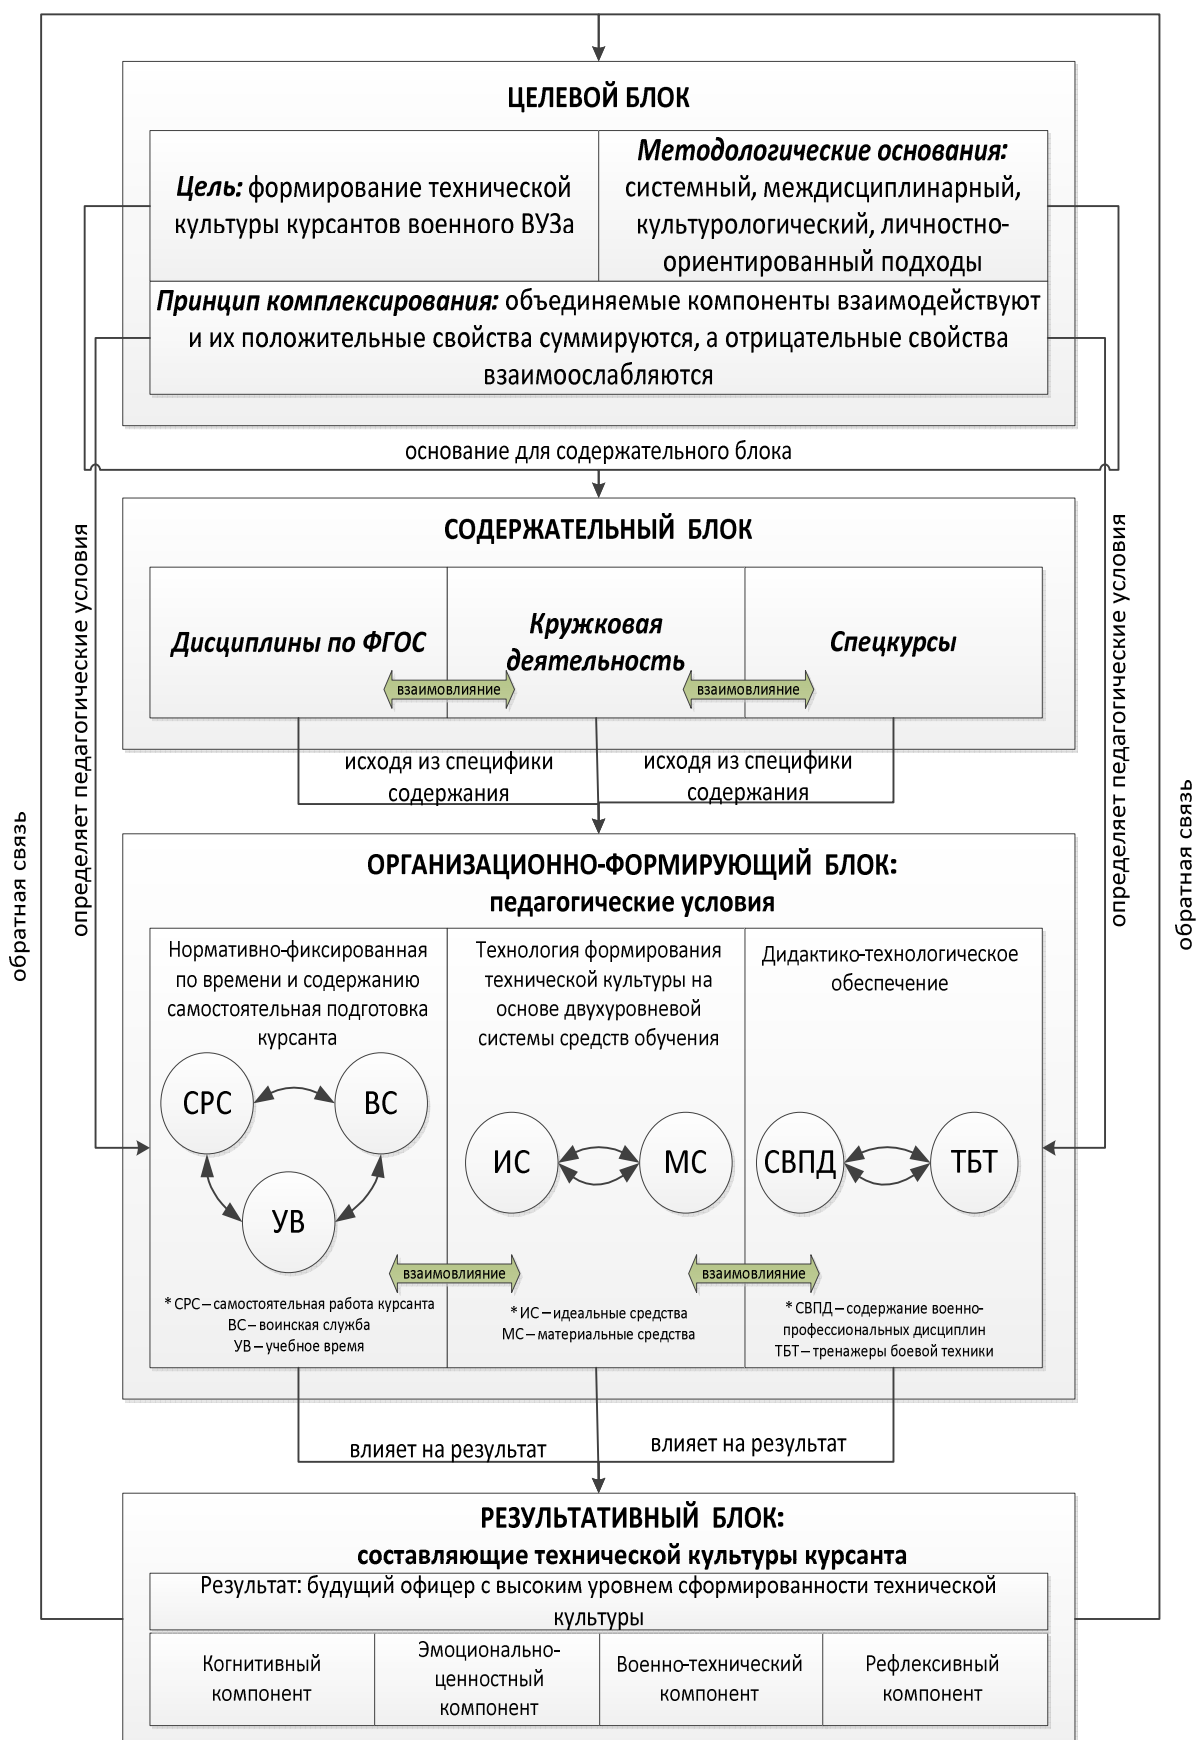 ЦЕЛЕВОЙ БЛОК
Цель: формирование технической
культуры курсантов военного ВУЗа
Методологические основания:
системный, междисциплинарный,
культурологический, личностно-
ориентированный подходы
Принцип комплексирования: объединяемые компоненты взаимодействуют
и их положительные свойства суммируются, а отрицательные свойства
взаимоослабляются
основание для содержательного блока
СОДЕРЖАТЕЛЬНЫЙ БЛОК
Дисциплины по ФГОС
Кружковая
деятельность
Спецкурсы
взаимовлияние
взаимовлияние
исходя из специфики
содержания
исходя из специфики
содержания
определяет педагогические условия
определяет педагогические условия
обратная связь
обратная связь
ОРГАНИЗАЦИОННО-ФОРМИРУЮЩИЙ БЛОК:
педагогические условия
Нормативно-фиксированная
по времени и содержанию
самостоятельная подготовка
курсанта
СРС
ВС
УВ
* СРС – самостоятельная работа курсанта
ВС – воинская служба
УВ – учебное время
Технология формирования
технической культуры на
основе двухуровневой
системы средств обучения
ИС
МС
* ИС – идеальные средства
МС – материальные средства
Дидактико-технологическое
обеспечение
СВПД
ТБТ
* СВПД – содержание военно-
профессиональных дисциплин
ТБТ – тренажеры боевой техники
взаимовлияние
взаимовлияние
влияет на результат
влияет на результат
РЕЗУЛЬТАТИВНЫЙ БЛОК:
составляющие технической культуры курсанта
Результат: будущий офицер с высоким уровнем сформированности технической
культуры
Когнитивный
компонент
Эмоционально-
ценностный
компонент
Военно-технический
компонент
Рефлексивный
компонент